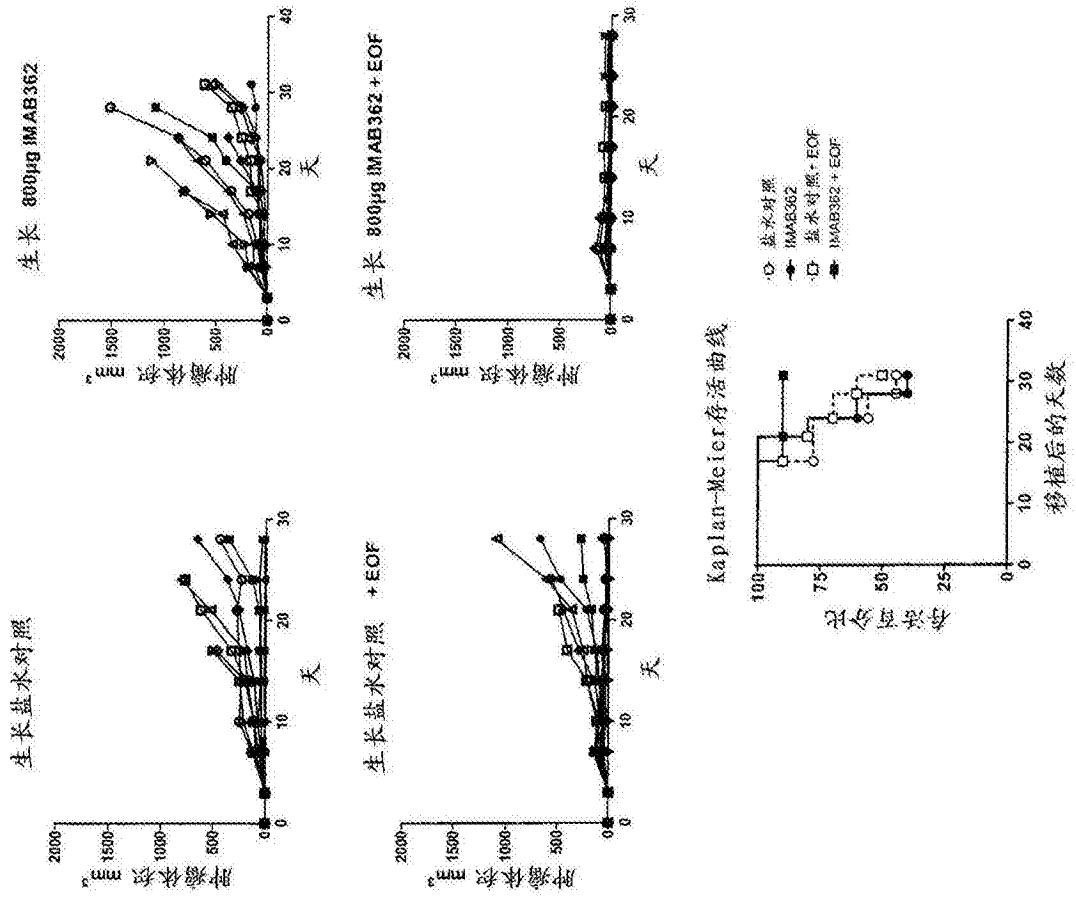 生长盐水对照
肿瘤体积 mm³
2000
1500
1000
500
0
0 10 20 30
天
生长 800µg IMAB362
肿瘤体积 mm³
2000
1500
1000
500
0
0 10 20 30 40
天
生长盐水对照 + EOF
肿瘤体积 mm³
2000
1500
1000
500
0
0 10 20 30
天
生长 800µg IMAB362 + EOF
肿瘤体积 mm³
2000
1500
1000
500
0
0 10 20 30
天
Kaplan-Meier存活曲线
存活百分比
100
75
50
25
0
0 10 20 30 40
移植后的天数
盐水对照
IMAB362
盐水对照+ EOF
IMAB362 + EOF